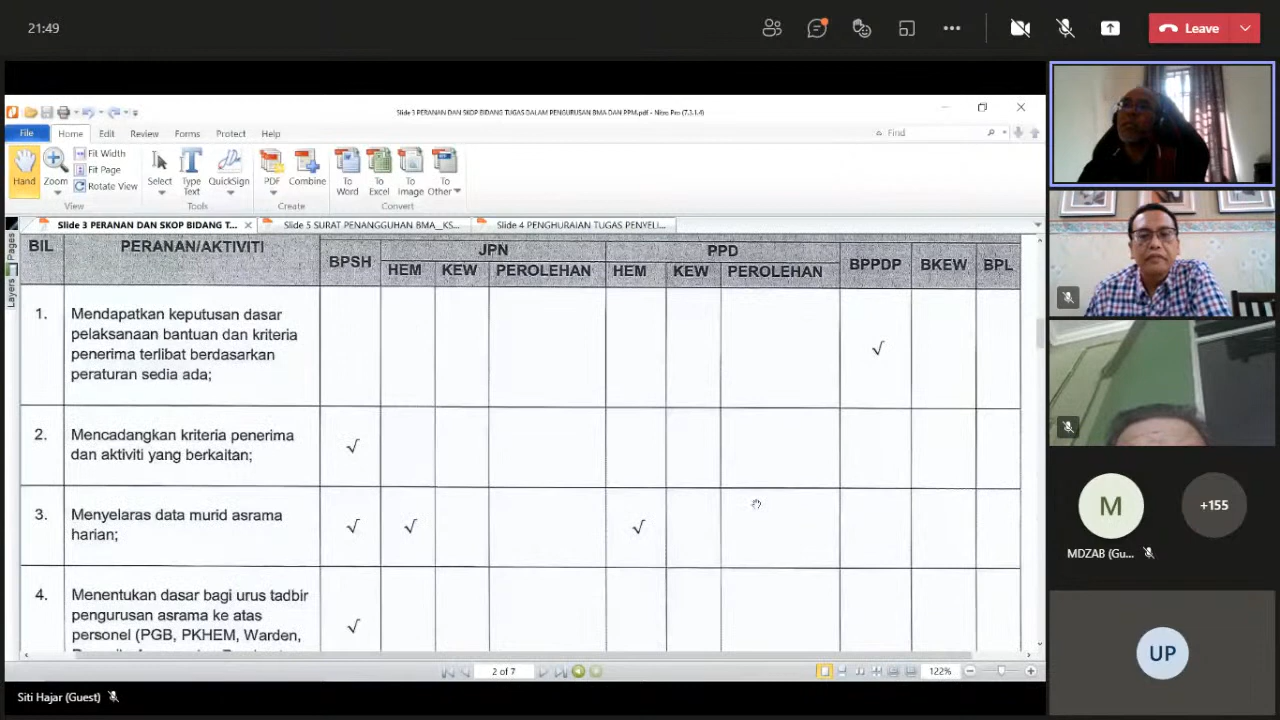 21:49
Leave
Slide 3 PERANAN DAN SKOP BIDANG TUGAS DALAM PENGURUSAN BMA DAN PPM.pdf - Nitro Pro (7.3.1.4)
File Home Edit Review Forms Protect Help
Find
Hand
Zoom
Fit Width
Fit Page
Rotate View
View
Select
Type Text
QuickSign
Tools
PDF
Combine
Create
To Word
To Excel
To Image
To Other
Convert
Slide 3 PERANAN DAN SKOP BIDANG T...
Slide 5 SURAT PENANGGUHAN BMA_KS...
Slide 4 PENGHURAIAN TUGAS PENYELI...
Pages
Layers
BIL PERANAN/AKTIVITI BPSH JPN PPD BPPDP BKEW BPL
HEM KEW PEROLEHAN HEM KEW PEROLEHAN
1. Mendapatkan keputusan dasar
pelaksanaan bantuan dan kriteria
penerima terlibat berdasarkan
peraturan sedia ada;
√
2. Mencadangkan kriteria penerima
dan aktiviti yang berkaitan;
√
3. Menyelaras data murid asrama
harian;
√ √ √
4. Menentukan dasar bagi urus tadbir
pengurusan asrama ke atas
personel (PGB, PKHEM, Warden,
√
2 of 7
122%
Siti Hajar (Guest)
M
MDZAB (Gu...
+155
UP